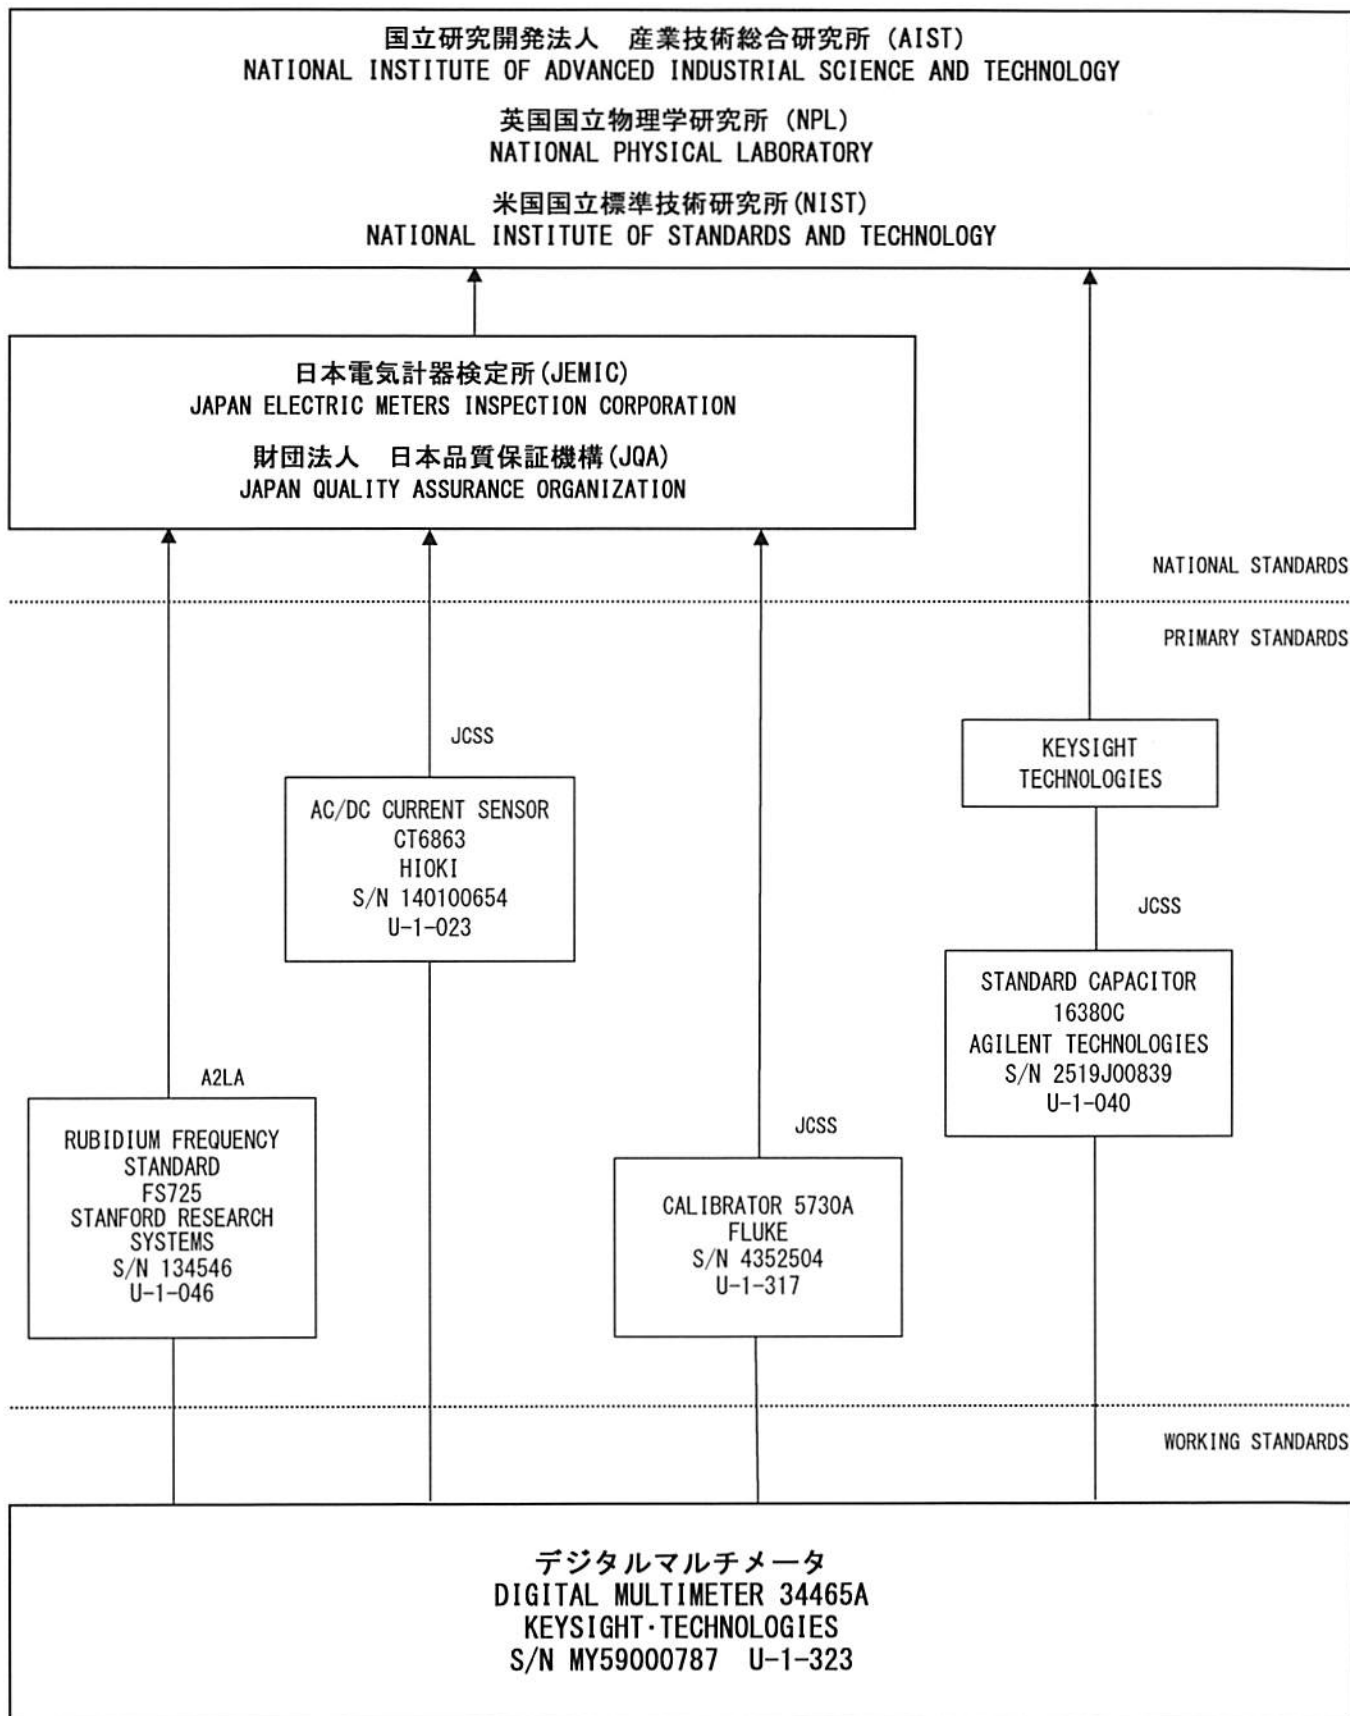 国立研究開発法人　産業技術総合研究所 (AIST)
NATIONAL INSTITUTE OF ADVANCED INDUSTRIAL SCIENCE AND TECHNOLOGY
英国国立物理学研究所 (NPL)
NATIONAL PHYSICAL LABORATORY
米国国立標準技術研究所(NIST)
NATIONAL INSTITUTE OF STANDARDS AND TECHNOLOGY
日本電気計器検定所(JEMIC)
JAPAN ELECTRIC METERS INSPECTION CORPORATION
財団法人　日本品質保証機構(JQA)
JAPAN QUALITY ASSURANCE ORGANIZATION
NATIONAL STANDARDS
PRIMARY STANDARDS
JCSS
AC/DC CURRENT SENSOR
CT6863
HIOKI
S/N 140100654
U-1-023
KEYSIGHT
TECHNOLOGIES
JCSS
STANDARD CAPACITOR
16380C
AGILENT TECHNOLOGIES
S/N 2519J00839
U-1-040
A2LA
RUBIDIUM FREQUENCY
STANDARD
FS725
STANFORD RESEARCH
SYSTEMS
S/N 134546
U-1-046
JCSS
CALIBRATOR 5730A
FLUKE
S/N 4352504
U-1-317
WORKING STANDARDS
デジタルマルチメータ
DIGITAL MULTIMETER 34465A
KEYSIGHT・TECHNOLOGIES
S/N MY59000787 U-1-323